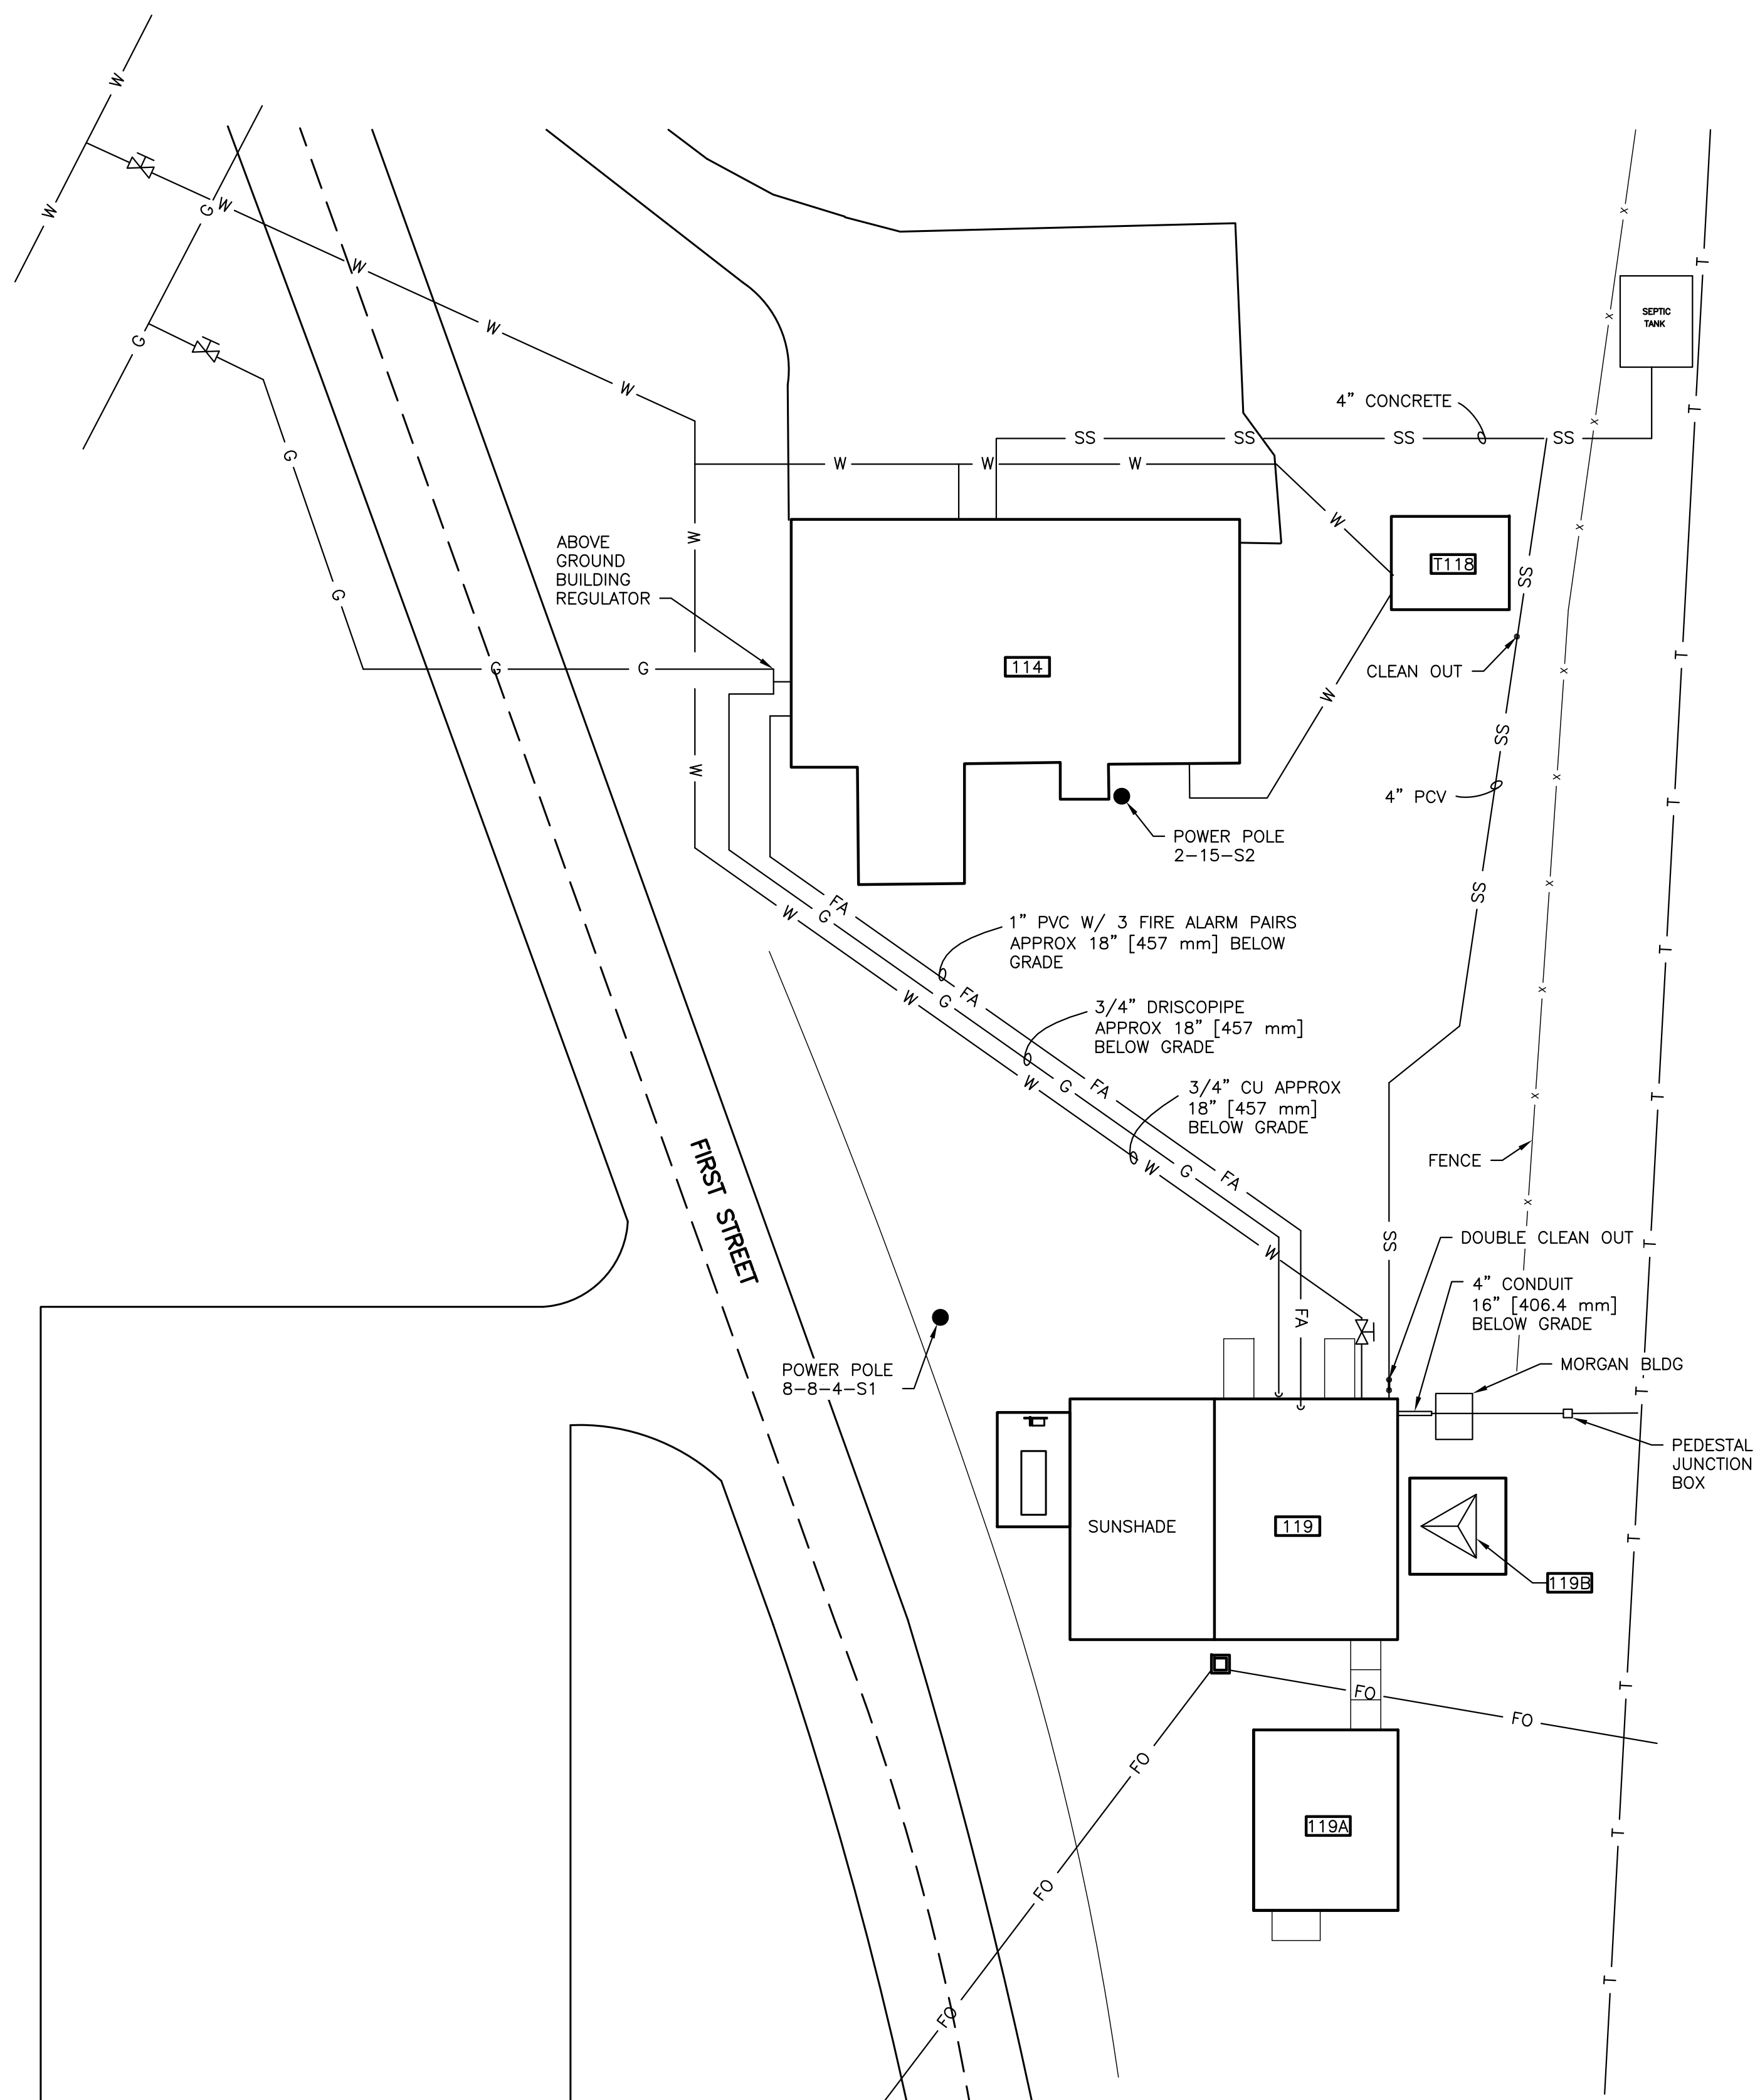 W
W
W
G
W
G
W
W
W
G
G
G
G
W
W
W
W
W
W
W
SS
SS
SS
SS
T
T
T
T
T
T
T
T
T
T
T
T
T
x
x
x
x
x
x
x
x
x
x
SEPTIC
TANK
4” CONCRETE
ABOVE
GROUND
BUILDING
REGULATOR
T118
114
SS
CLEAN OUT
SS
4” PCV
SS
POWER POLE
2-15-S2
FA
G
W
1” PVC W/ 3 FIRE ALARM PAIRS
APPROX 18” [457 mm] BELOW
GRADE
FA
G
W
3/4” DRISCOPIPE
APPROX 18” [457 mm]
BELOW GRADE
FA
G
W
3/4” CU APPROX
18” [457 mm]
BELOW GRADE
FA
G
W
FENCE
FIRST STREET
W
SS
DOUBLE CLEAN OUT
4” CONDUIT
16” [406.4 mm]
BELOW GRADE
FA
MORGAN BLDG
POWER POLE
8-8-4-S1
PEDESTAL
JUNCTION
BOX
SUNSHADE
119
119B
FO
FO
FO
119A
FO
FO